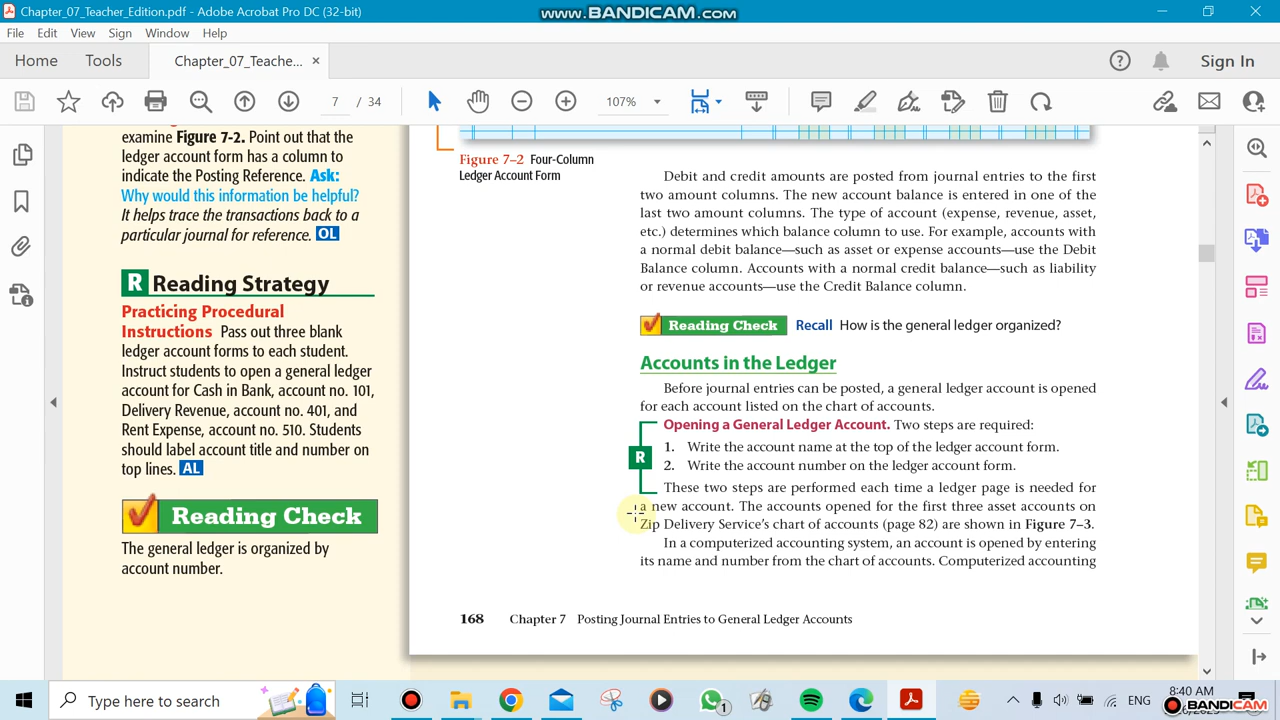 Chapter_07_Teacher_Edition.pdf - Adobe Acrobat Pro DC (32-bit)
www.BANDICAM.com
File Edit View Sign Window Help
Home Tools Chapter_07_Teache... × Sign In
7 / 34 107%
examine Figure 7-2. Point out that the
ledger account form has a column to
indicate the Posting Reference. Ask:
Why would this information be helpful?
It helps trace the transactions back to a
particular journal for reference. OL
R Reading Strategy
Practicing Procedural
Instructions Pass out three blank
ledger account forms to each student.
Instruct students to open a general ledger
account for Cash in Bank, account no. 101,
Delivery Revenue, account no. 401, and
Rent Expense, account no. 510. Students
should label account title and number on
top lines. AL
Reading Check
The general ledger is organized by
account number.
Figure 7–2 Four-Column
Ledger Account Form
Debit and credit amounts are posted from journal entries to the first
two amount columns. The new account balance is entered in one of the
last two amount columns. The type of account (expense, revenue, asset,
etc.) determines which balance column to use. For example, accounts with
a normal debit balance—such as asset or expense accounts—use the Debit
Balance column. Accounts with a normal credit balance—such as liability
or revenue accounts—use the Credit Balance column.
Reading Check Recall How is the general ledger organized?
Accounts in the Ledger
Before journal entries can be posted, a general ledger account is opened
for each account listed on the chart of accounts.
Opening a General Ledger Account. Two steps are required:
1. Write the account name at the top of the ledger account form.
R
2. Write the account number on the ledger account form.
These two steps are performed each time a ledger page is needed for
a new account. The accounts opened for the first three asset accounts on
Zip Delivery Service's chart of accounts (page 82) are shown in Figure 7–3.
In a computerized accounting system, an account is opened by entering
its name and number from the chart of accounts. Computerized accounting
168 Chapter 7 Posting Journal Entries to General Ledger Accounts
Type here to search
1
ENG
8:40 AM
BANDICAM